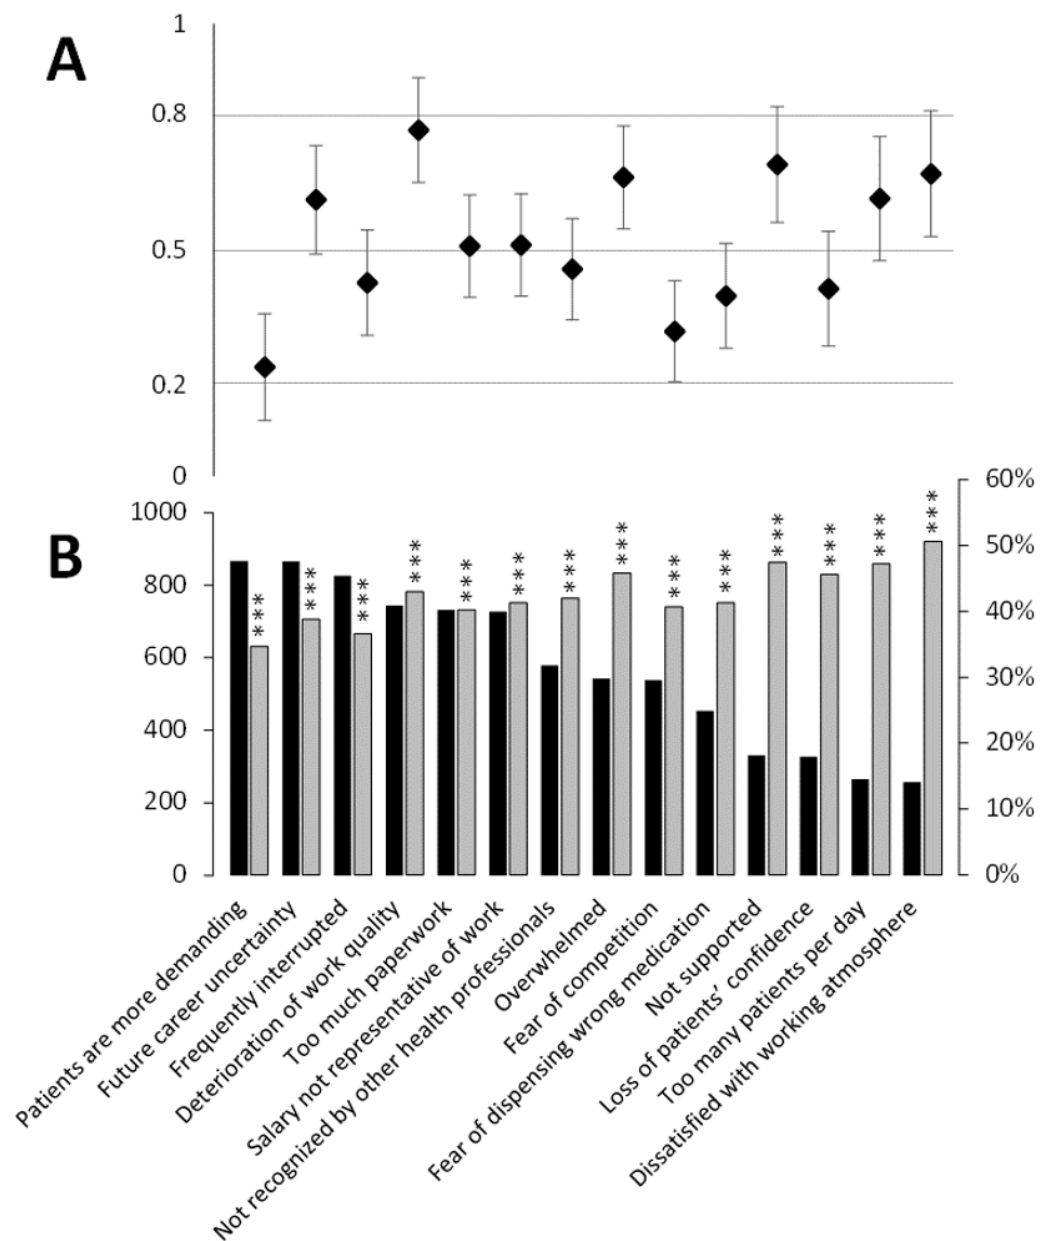 A
1
0.8
0.5
0.2
0
B
1000
800
600
400
200
0
60%
50%
40%
30%
20%
10%
0%
***
***
***
***
***
***
***
***
***
***
***
***
***
***
Patients are more demanding
Future career uncertainty
Frequently interrupted
Deterioration of work quality
Too much paperwork
Salary not representative of work
Not recognized by other health professionals
Overwhelmed
Fear of competition
Fear of dispensing wrong medication
Not supported
Loss of patients' confidence
Too many patients per day
Dissatisfied with working atmosphere